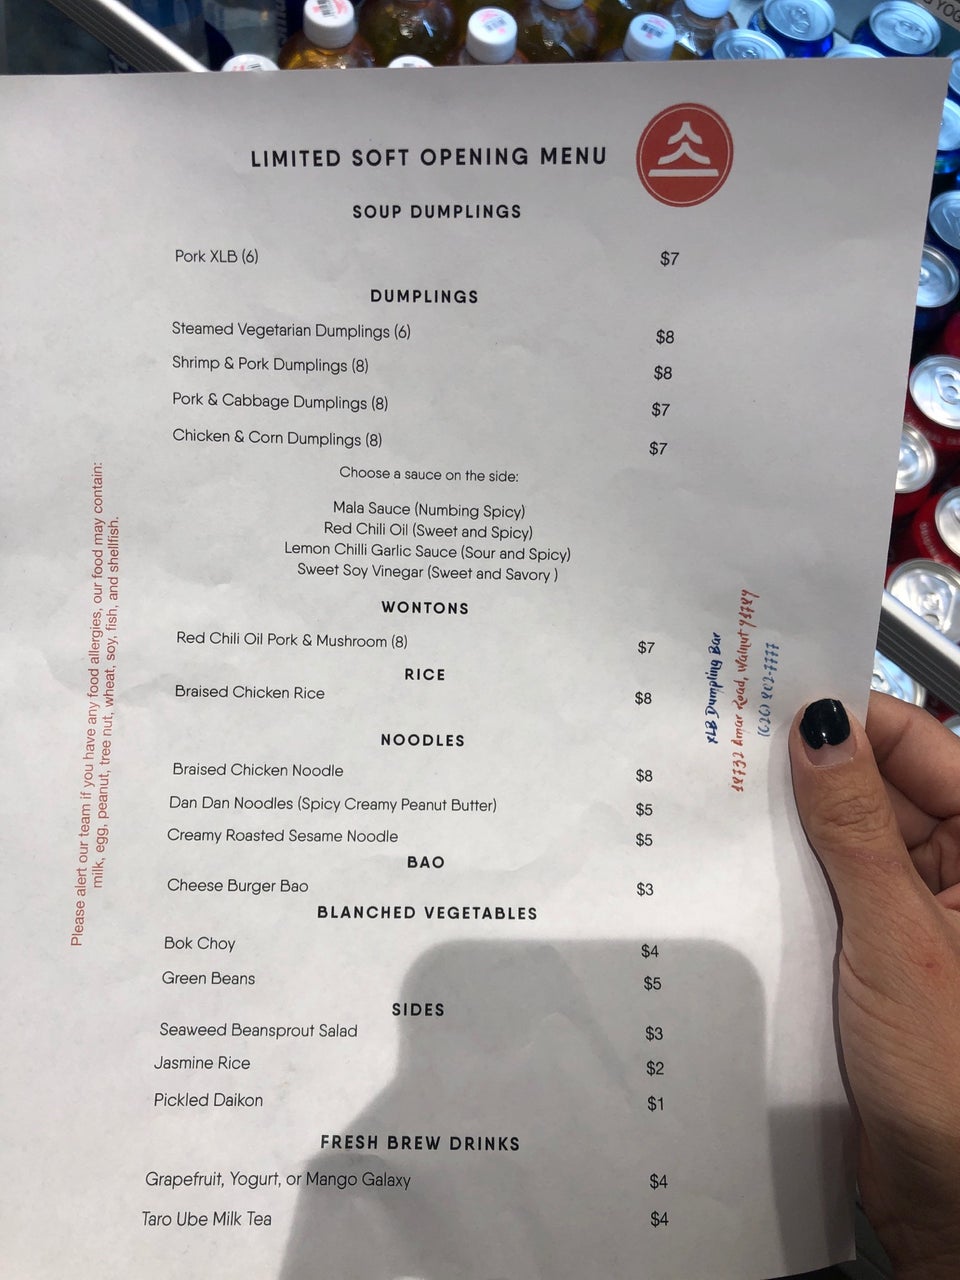 LIMITED SOFT OPENING MENU
SOUP DUMPLINGS
Pork XLB (6) $7
DUMPLINGS
Steamed Vegetarian Dumplings (6) $8
Shrimp & Pork Dumplings (8) $8
Pork & Cabbage Dumplings (8) $7
Chicken & Corn Dumplings (8) $7
Choose a sauce on the side:
Mala Sauce (Numbing Spicy)
Red Chili Oil (Sweet and Spicy)
Lemon Chilli Garlic Sauce (Sour and Spicy)
Sweet Soy Vinegar (Sweet and Savory )
WONTONS
Red Chili Oil Pork & Mushroom (8) $7
RICE
Braised Chicken Rice $8
NOODLES
Braised Chicken Noodle $8
Dan Dan Noodles (Spicy Creamy Peanut Butter) $5
Creamy Roasted Sesame Noodle $5
BAO
Cheese Burger Bao $3
BLANCHED VEGETABLES
Bok Choy $4
Green Beans $5
SIDES
Seaweed Beansprout Salad $3
Jasmine Rice $2
Pickled Daikon $1
FRESH BREW DRINKS
Grapefruit, Yogurt, or Mango Galaxy $4
Taro Ube Milk Tea $4
Please alert our team if you have any food allergies, our food may contain:
milk, egg, peanut, tree nut, wheat, soy, fish, and shellfish.
XLB Dumpling Bar
18732 Amar Road, Walnut 91789
(626)